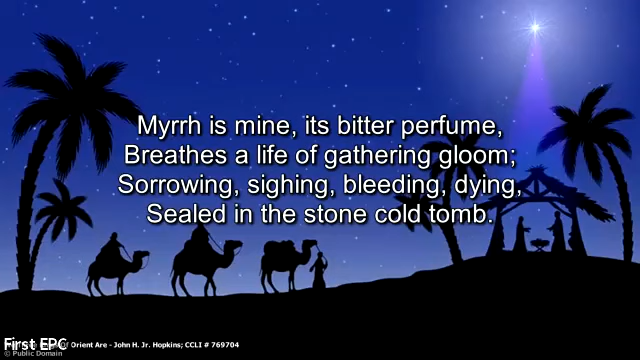 Myrrh is mine, its bitter perfume,
Breathes a life of gathering gloom;
Sorrowing, sighing, bleeding, dying,
Sealed in the stone cold tomb.
First EPC Orient Are - John H. Jr. Hopkins; CCLI # 769704
© Public Domain